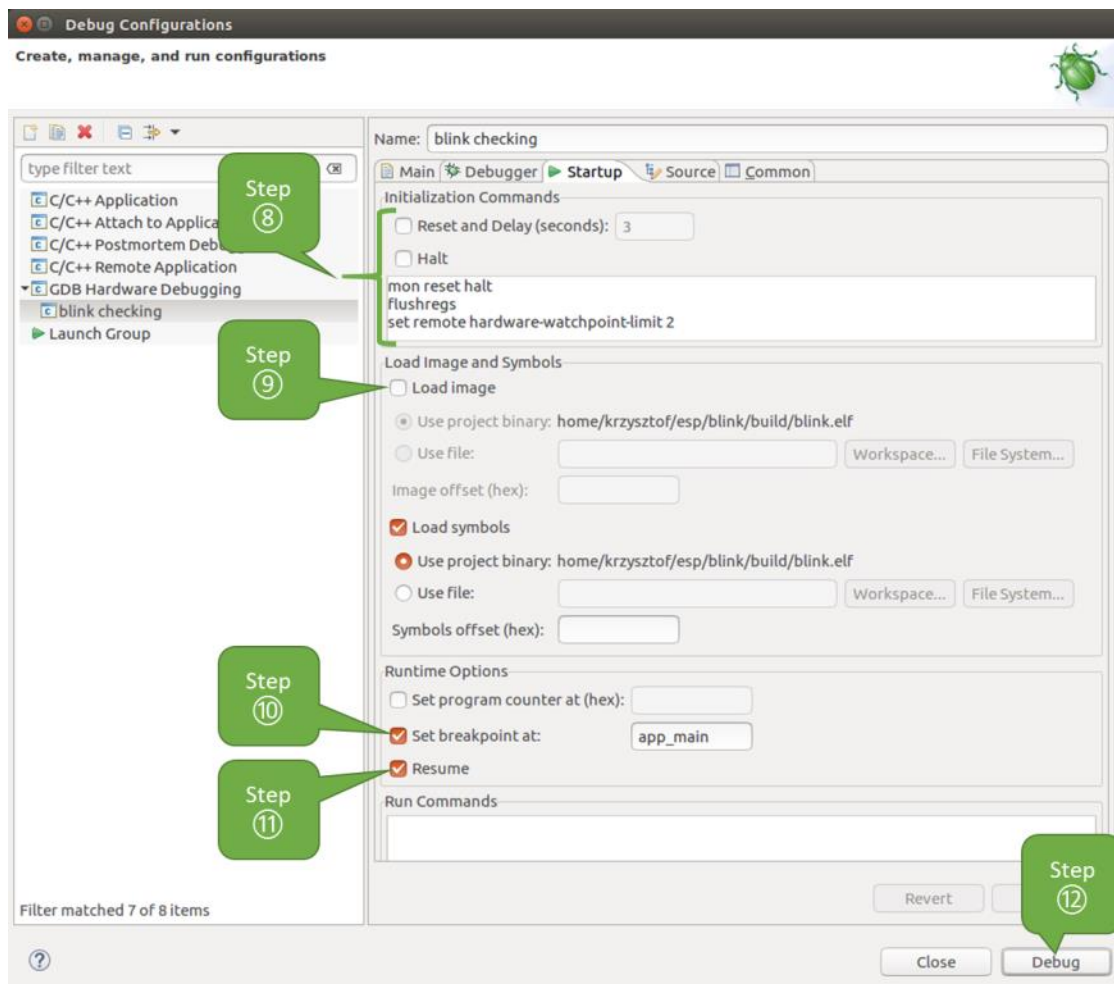 Debug Configurations
Create, manage, and run configurations
type filter text
C/C++ Application
C/C++ Attach to Applica
C/C++ Postmortem Debu
C/C++ Remote Application
GDB Hardware Debugging
blink checking
Launch Group
Filter matched 7 of 8 items
Name: blink checking
Main Debugger Startup Source Common
Initialization Commands
Reset and Delay (seconds): 3
Halt
mon reset halt
flushregs
set remote hardware-watchpoint-limit 2
Load Image and Symbols
Load image
Use project binary: home/krzysztof/esp/blink/build/blink.elf
Use file: Workspace... File System...
Image offset (hex):
Load symbols
Use project binary: home/krzysztof/esp/blink/build/blink.elf
Use file: Workspace... File System...
Symbols offset (hex):
Runtime Options
Set program counter at (hex):
Set breakpoint at: app_main
Resume
Run Commands
Revert
Close Debug
Step
⑧
Step
⑨
Step
⑩
Step
⑪
Step
⑫